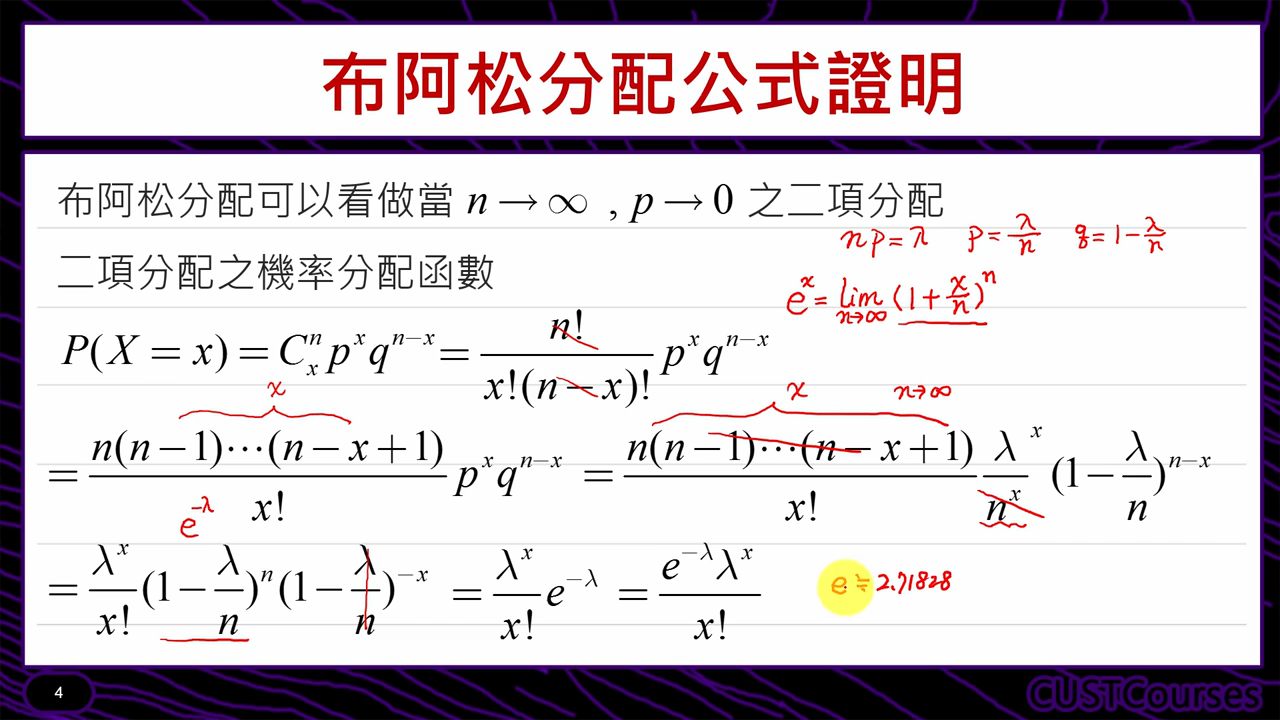 布阿松分配公式證明
布阿松分配可以看做當 n→∞ , p→0 之二項分配
np=λ p=λ/n q=1-λ/n
二項分配之機率分配函數
e^x = lim_{n→∞} (1+x/n)^n
P(X = x) = C_x^n p^x q^{n-x} = n!/(x!(n-x)!) p^x q^{n-x}
x x n→∞
= n(n-1)⋯(n-x+1)/x! p^x q^{n-x} = n(n-1)⋯(n-x+1)/x! λ^x/n^x (1-λ/n)^{n-x}
e^{-λ}
= λ^x/x! (1-λ/n)^n (1-λ/n)^{-x} = λ^x/x! e^{-λ} = e^{-λ}λ^x/x! e≒2.71828
4
CUSTCourses